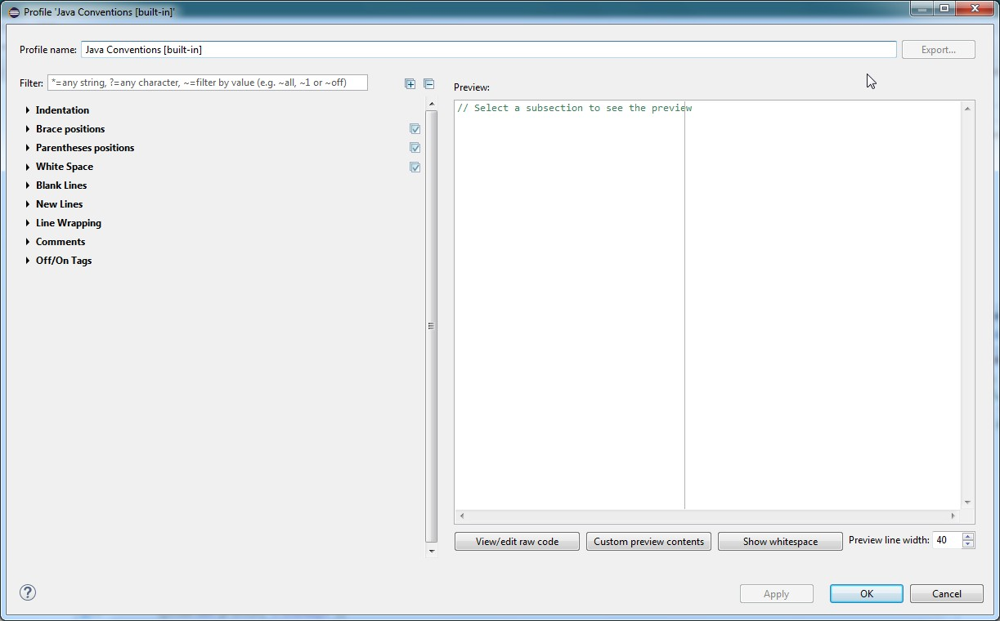 Profile 'Java Conventions [built-in]'
Profile name: Java Conventions [built-in] Export...
Filter: *=any string, ?=any character, ~=filter by value (e.g. ~all, ~1 or ~off)
Indentation
Brace positions
Parentheses positions
White Space
Blank Lines
New Lines
Line Wrapping
Comments
Off/On Tags
Preview:
// Select a subsection to see the preview
View/edit raw code Custom preview contents Show whitespace Preview line width: 40
? Apply OK Cancel